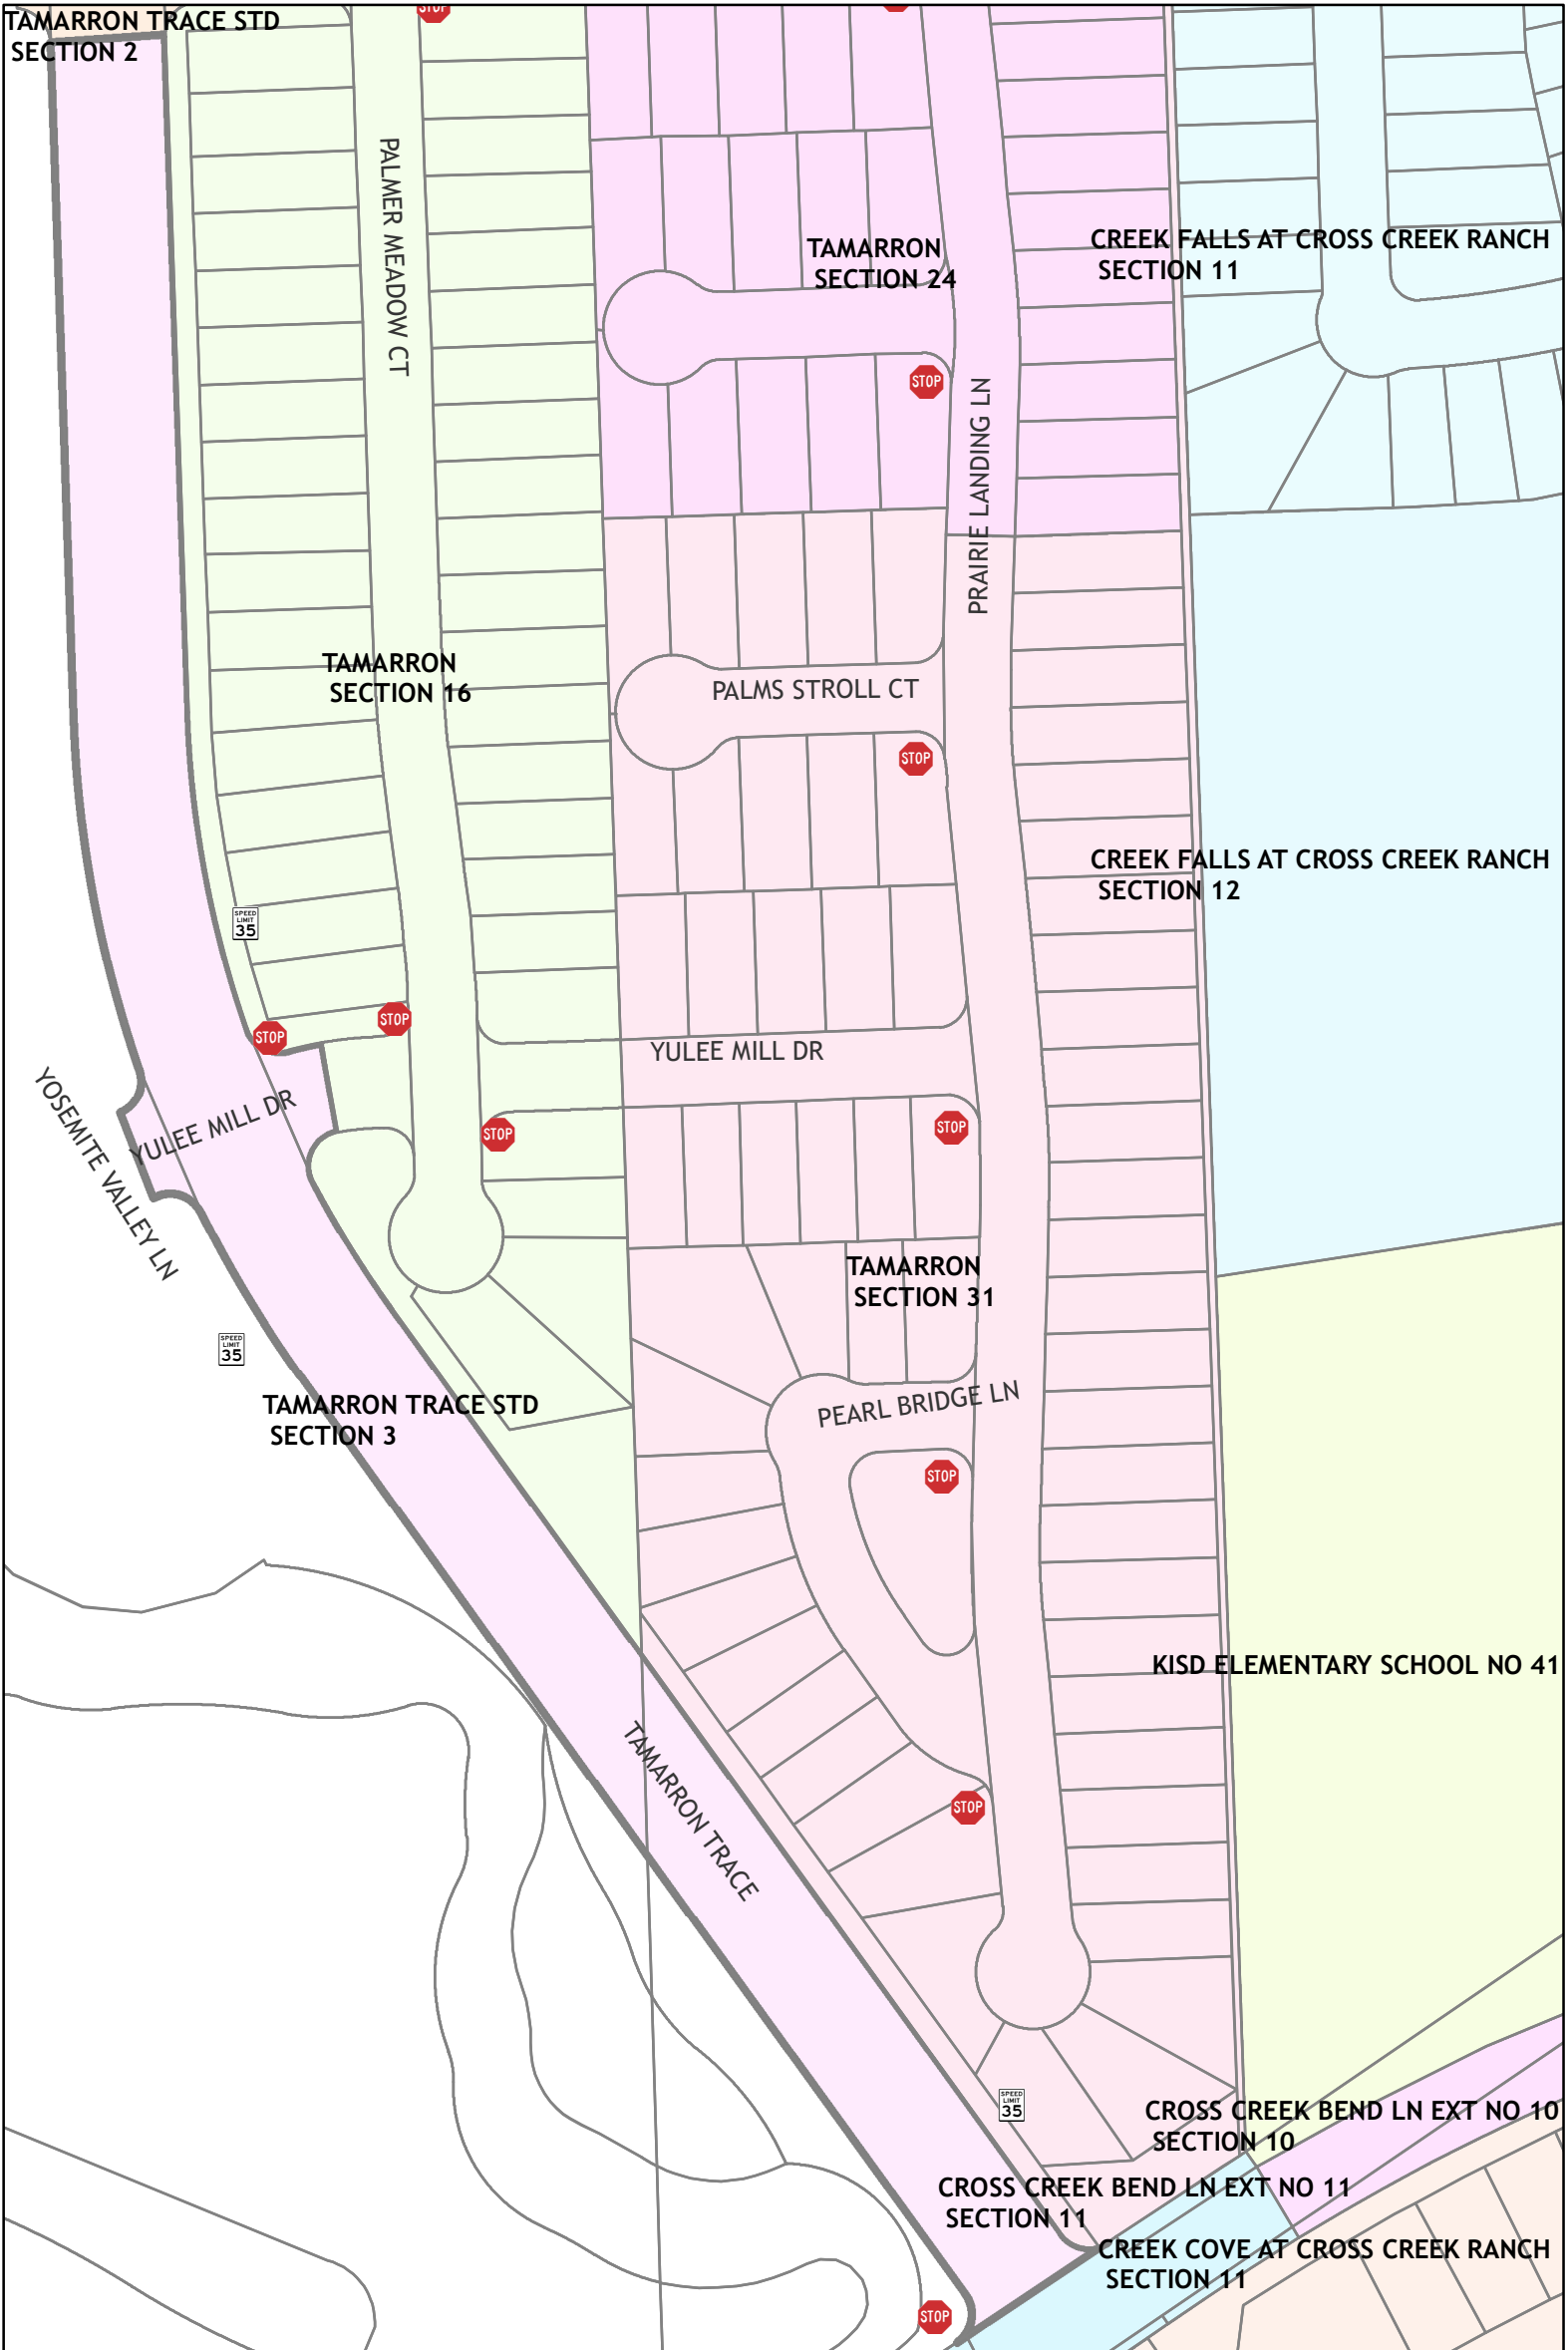 STOP
TAMARRON TRACE STD
SECTION 2
PALMER MEADOW CT
TAMARRON
SECTION 24
CREEK FALLS AT CROSS CREEK RANCH
SECTION 11
STOP
PRAIRIE LANDING LN
TAMARRON
SECTION 16
PALMS STROLL CT
STOP
CREEK FALLS AT CROSS CREEK RANCH
SECTION 12
SPEED
LIMIT
35
STOP
STOP
YULEE MILL DR
YOSEMITE VALLEY LN
YULEE MILL DR
STOP
STOP
TAMARRON
SECTION 31
SPEED
LIMIT
35
TAMARRON TRACE STD
SECTION 3
PEARL BRIDGE LN
STOP
KISD ELEMENTARY SCHOOL NO 41
TAMARRON TRACE
STOP
SPEED
LIMIT
35
CROSS CREEK BEND LN EXT NO 10
SECTION 10
CROSS CREEK BEND LN EXT NO 11
SECTION 11
CREEK COVE AT CROSS CREEK RANCH
SECTION 11
STOP